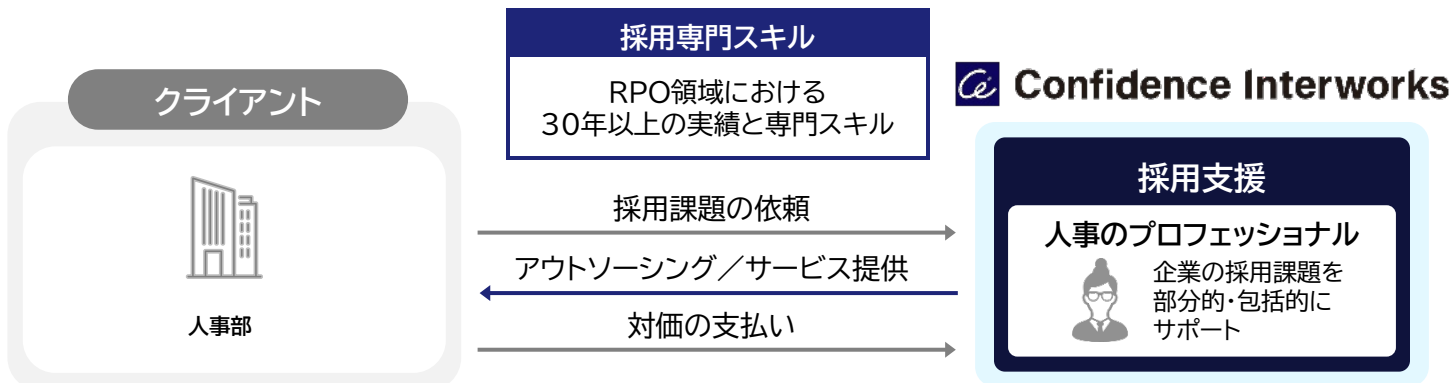 採用専門スキル
RPO領域における
30年以上の実績と専門スキル
クライアント
人事部
採用課題の依頼
アウトソーシング／サービス提供
対価の支払い
Ci Confidence Interworks
採用支援
人事のプロフェッショナル
企業の採用課題を
部分的・包括的に
サポート